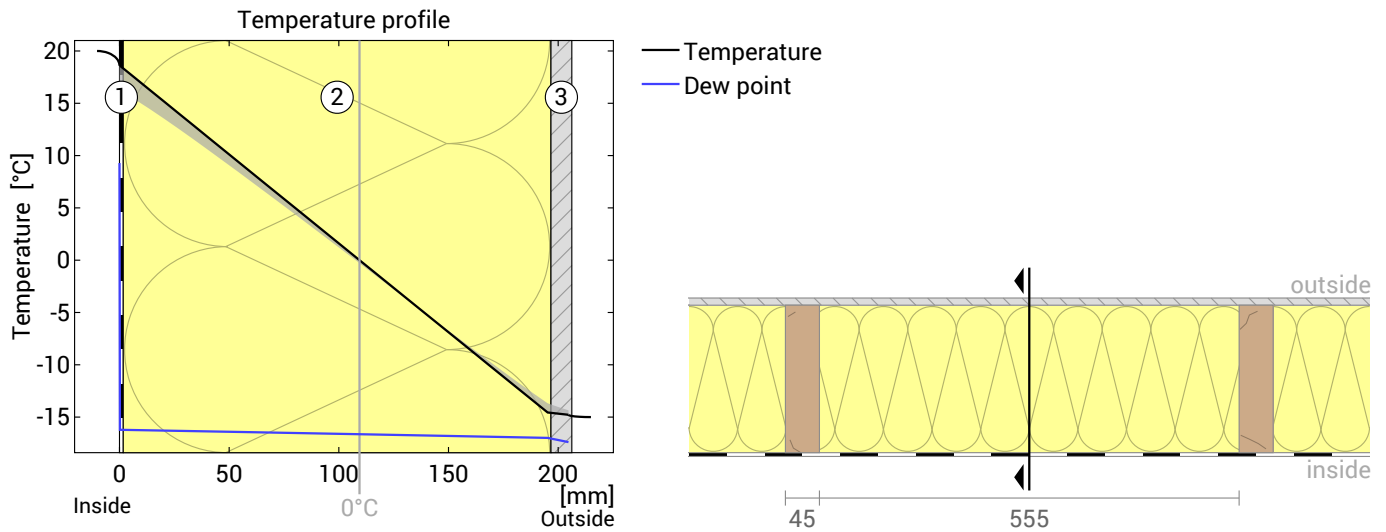 Temperature profile
Temperature
Dew point
Temperature [°C]
20
15
10
5
0
-5
-10
-15
1
2
3
0 50 100 150 200
[mm]
Inside
0°C
Outside
outside
inside
45 555